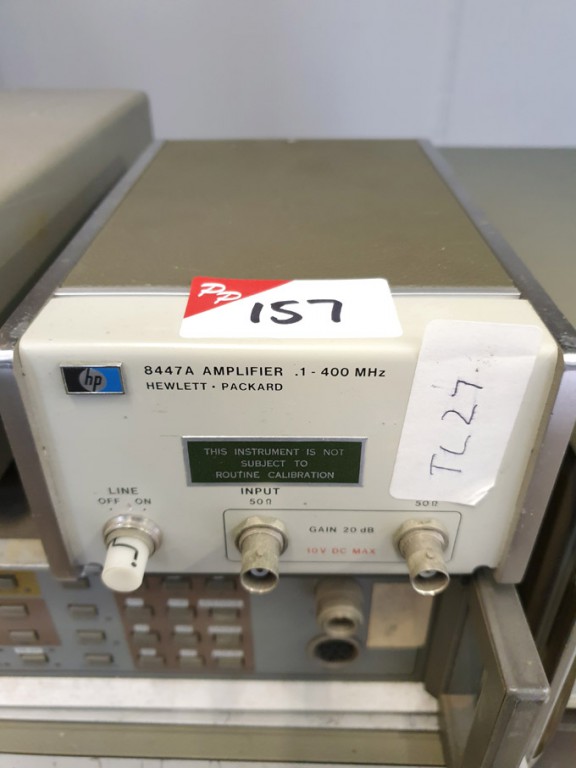 PP
157
hp
8447A AMPLIFIER .1 - 400 MHz
HEWLETT · PACKARD
THIS INSTRUMENT IS NOT
SUBJECT TO
ROUTINE CALIBRATION
TL27
LINE
OFF ON
INPUT
50 Ω
50 Ω
GAIN 20 dB
10V DC MAX